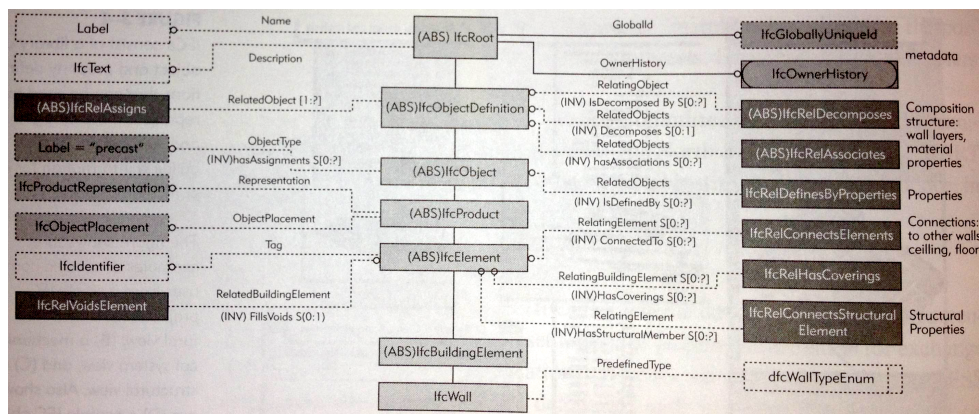 Label
Name
(ABS) IfcRoot
GlobalId
IfcGloballyUniqueId
IfcText
Description
OwnerHistory
IfcOwnerHistory
metadata
(ABS)IfcRelAssigns
RelatedObject [1:?]
(ABS)IfcObjectDefinition
RelatingObject
(INV) IsDecomposed By S[0:?]
RelatedObjects
(ABS)IfcRelDecomposes
Composition
structure:
wall layers,
material
properties
(INV) Decomposes S[0:1]
RelatedObjects
(INV) hasAssociations S[0:?]
(ABS)IfcRelAssociates
Label = "precast"
ObjectType
(INV)hasAssignments S[0:?]
(ABS)IfcObject
RelatedObjects
(INV) IsDefinedBy S[0:?]
IfcRelDefinesByProperties
Properties
IfcProductRepresentation
Representation
(ABS)IfcProduct
IfcObjectPlacement
ObjectPlacement
RelatingElement S[0:?]
(INV) ConnectedTo S[0:?]
IfcRelConnectsElements
Connections:
to other walls
ceilling, floor
IfcIdentifier
Tag
(ABS)IfcElement
RelatingBuildingElement S[0:?]
(INV)HasCoverings S[0:?]
IfcRelHasCoverings
IfcRelVoidsElement
RelatedBuildingElement
(INV) FillsVoids S(0:1)
RelatingElement
(INV)HasStructuralMember S[0:?]
IfcRelConnectsStructural
Element
Structural
Properties
(ABS)IfcBuildingElement
PredefinedType
IfcWall
dfcWallTypeEnum